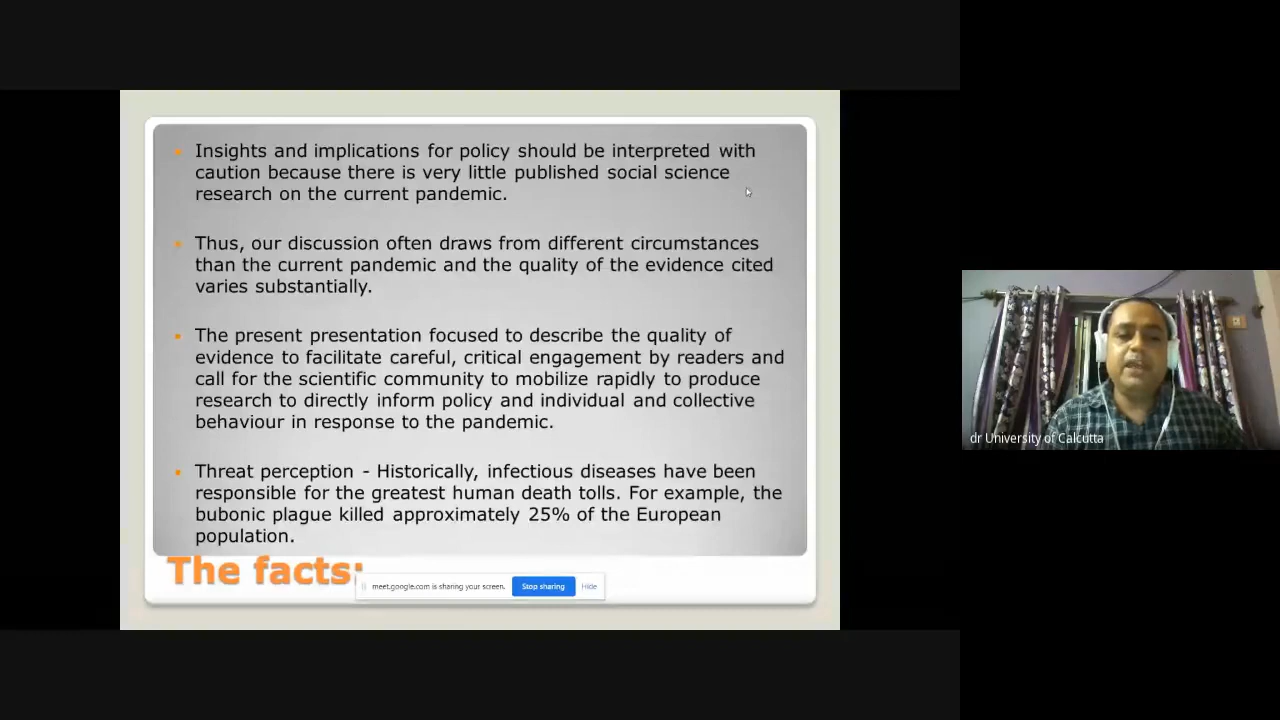 Insights and implications for policy should be interpreted with
caution because there is very little published social science
research on the current pandemic.
Thus, our discussion often draws from different circumstances
than the current pandemic and the quality of the evidence cited
varies substantially.
The present presentation focused to describe the quality of
evidence to facilitate careful, critical engagement by readers and
call for the scientific community to mobilize rapidly to produce
research to directly inform policy and individual and collective
behaviour in response to the pandemic.
Threat perception - Historically, infectious diseases have been
responsible for the greatest human death tolls. For example, the
bubonic plague killed approximately 25% of the European
population.
The facts:
meet.google.com is sharing your screen.
Stop sharing
Hide
dr University of Calcutta